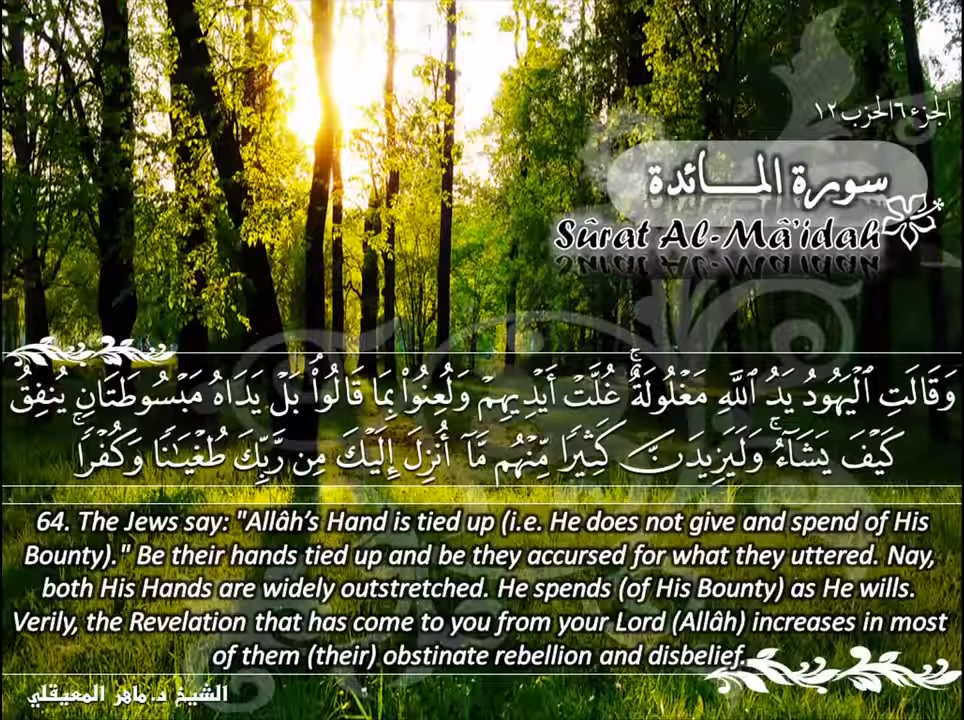 الجزء ٦ الحزب ١٢
سورة المائدة
Sûrat Al-Mâ'idah
وَقَالَتِ ٱلْيَهُودُ يَدُ ٱللَّهِ مَغْلُولَةٌ ۚ غُلَّتْ أَيْدِيهِمْ وَلُعِنُوا۟ بِمَا قَالُوا۟ بَلْ يَدَاهُ مَبْسُوطَتَانِ يُنفِقُ
كَيْفَ يَشَآءُ ۚ وَلَيَزِيدَنَّ كَثِيرًا مِّنْهُم مَّآ أُنزِلَ إِلَيْكَ مِن رَّبِّكَ طُغْيَـٰنًا وَكُفْرًا ۚ
64. The Jews say: "Allâh's Hand is tied up (i.e. He does not give and spend of His
Bounty)." Be their hands tied up and be they accursed for what they uttered. Nay,
both His Hands are widely outstretched. He spends (of His Bounty) as He wills.
Verily, the Revelation that has come to you from your Lord (Allâh) increases in most
of them (their) obstinate rebellion and disbelief.
الشيخ د. ماهر المعيقلي